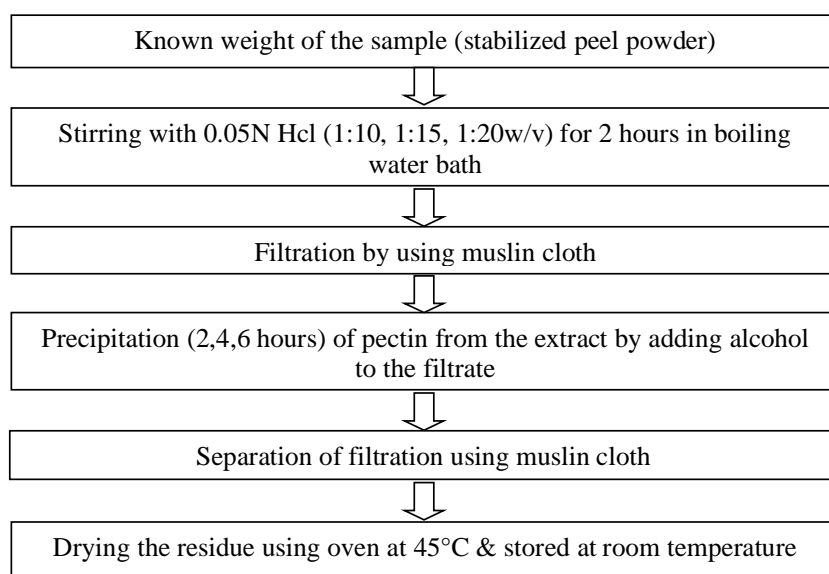 Known weight of the sample (stabilized peel powder)
Stirring with 0.05N Hcl (1:10, 1:15, 1:20w/v) for 2 hours in boiling
water bath
Filtration by using muslin cloth
Precipitation (2,4,6 hours) of pectin from the extract by adding alcohol
to the filtrate
Separation of filtration using muslin cloth
Drying the residue using oven at 45°C & stored at room temperature